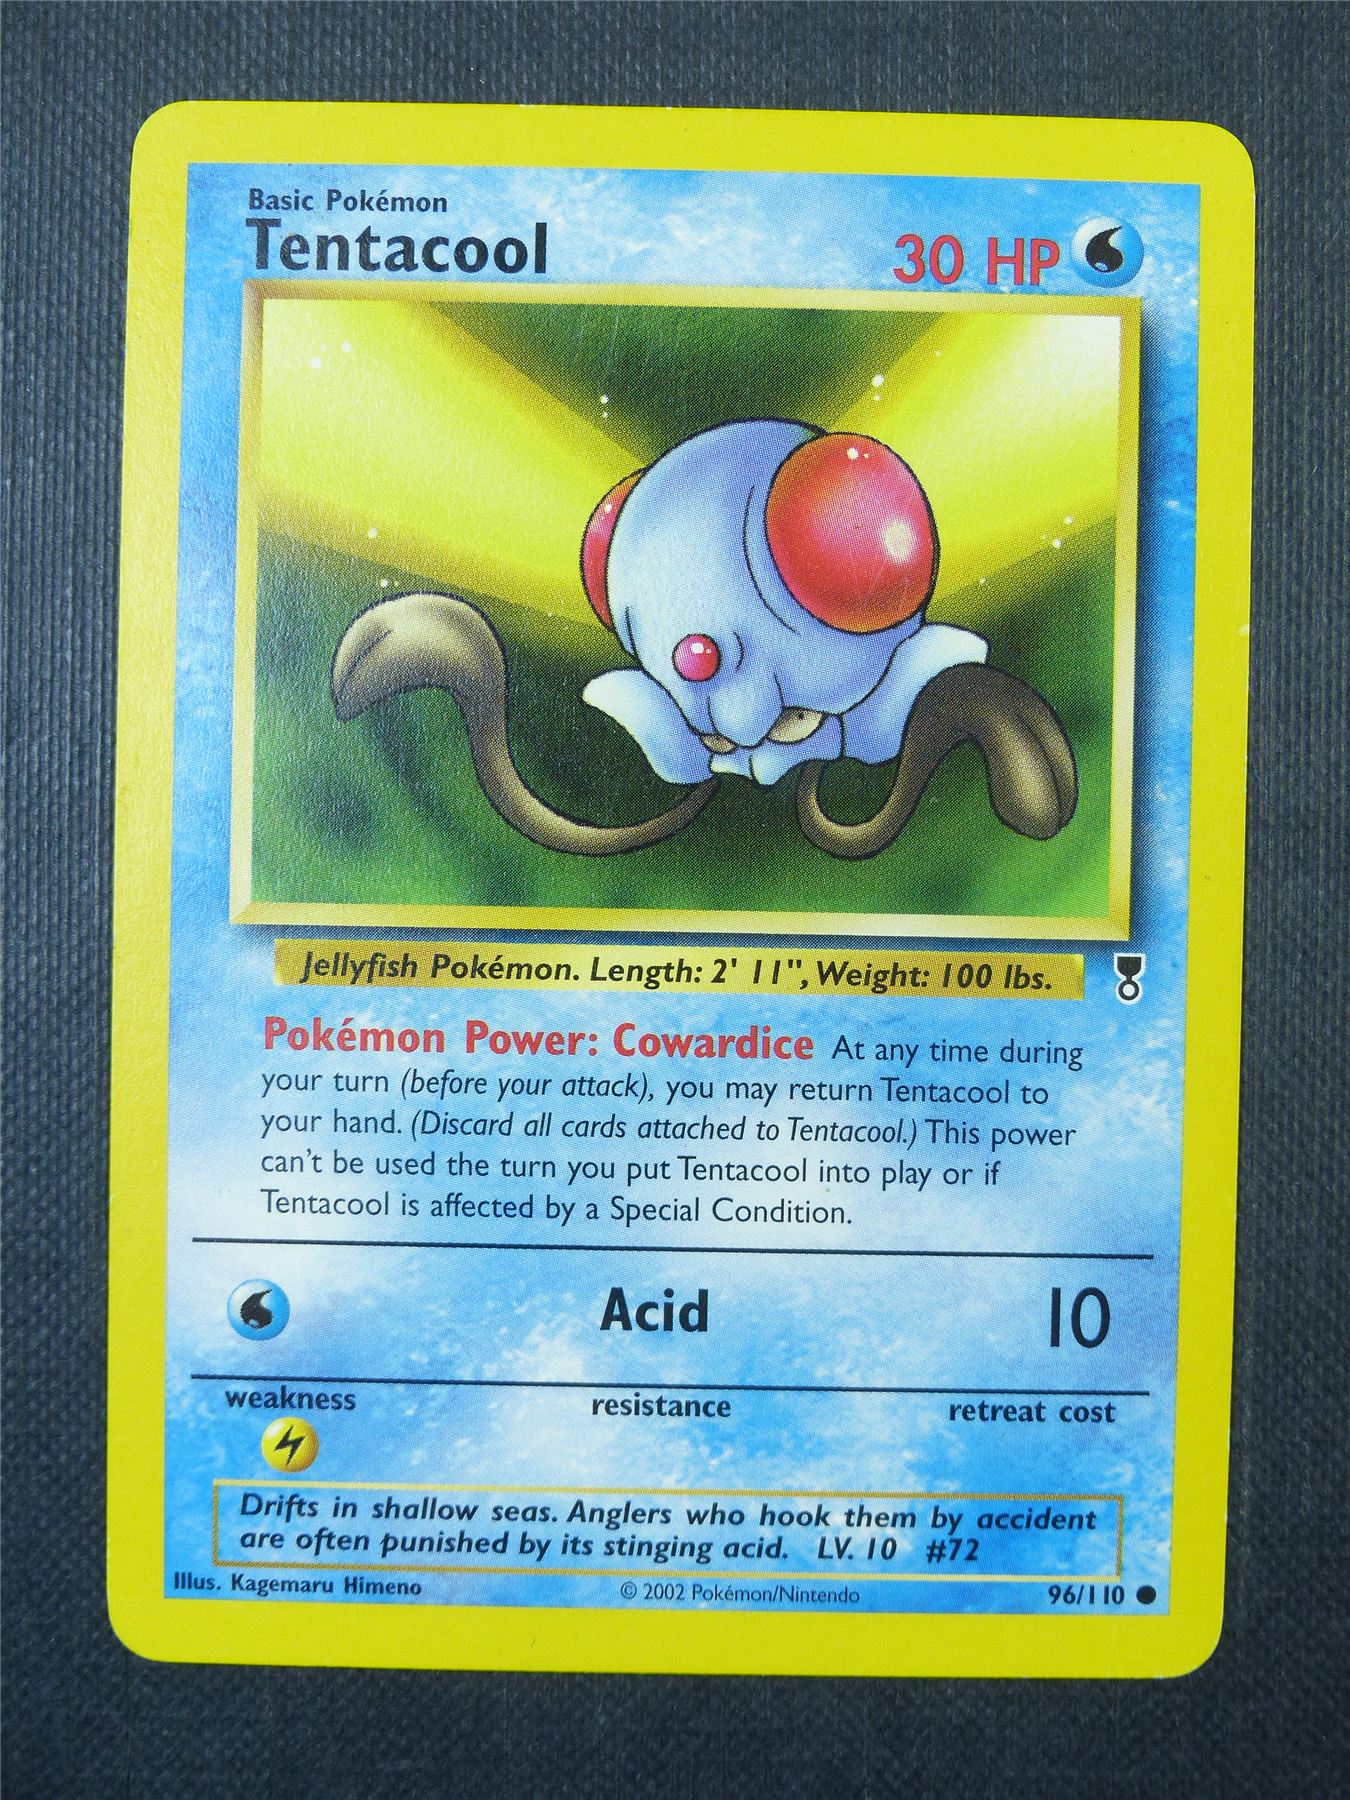 Basic Pokémon
Tentacool
30 HP
Jellyfish Pokémon. Length: 2' 11", Weight: 100 lbs.
Pokémon Power: Cowardice At any time during
your turn (before your attack), you may return Tentacool to
your hand. (Discard all cards attached to Tentacool.) This power
can't be used the turn you put Tentacool into play or if
Tentacool is affected by a Special Condition.
Acid 10
weakness resistance retreat cost
Drifts in shallow seas. Anglers who hook them by accident
are often punished by its stinging acid. LV. 10 #72
Illus. Kagemaru Himeno © 2002 Pokémon/Nintendo 96/110